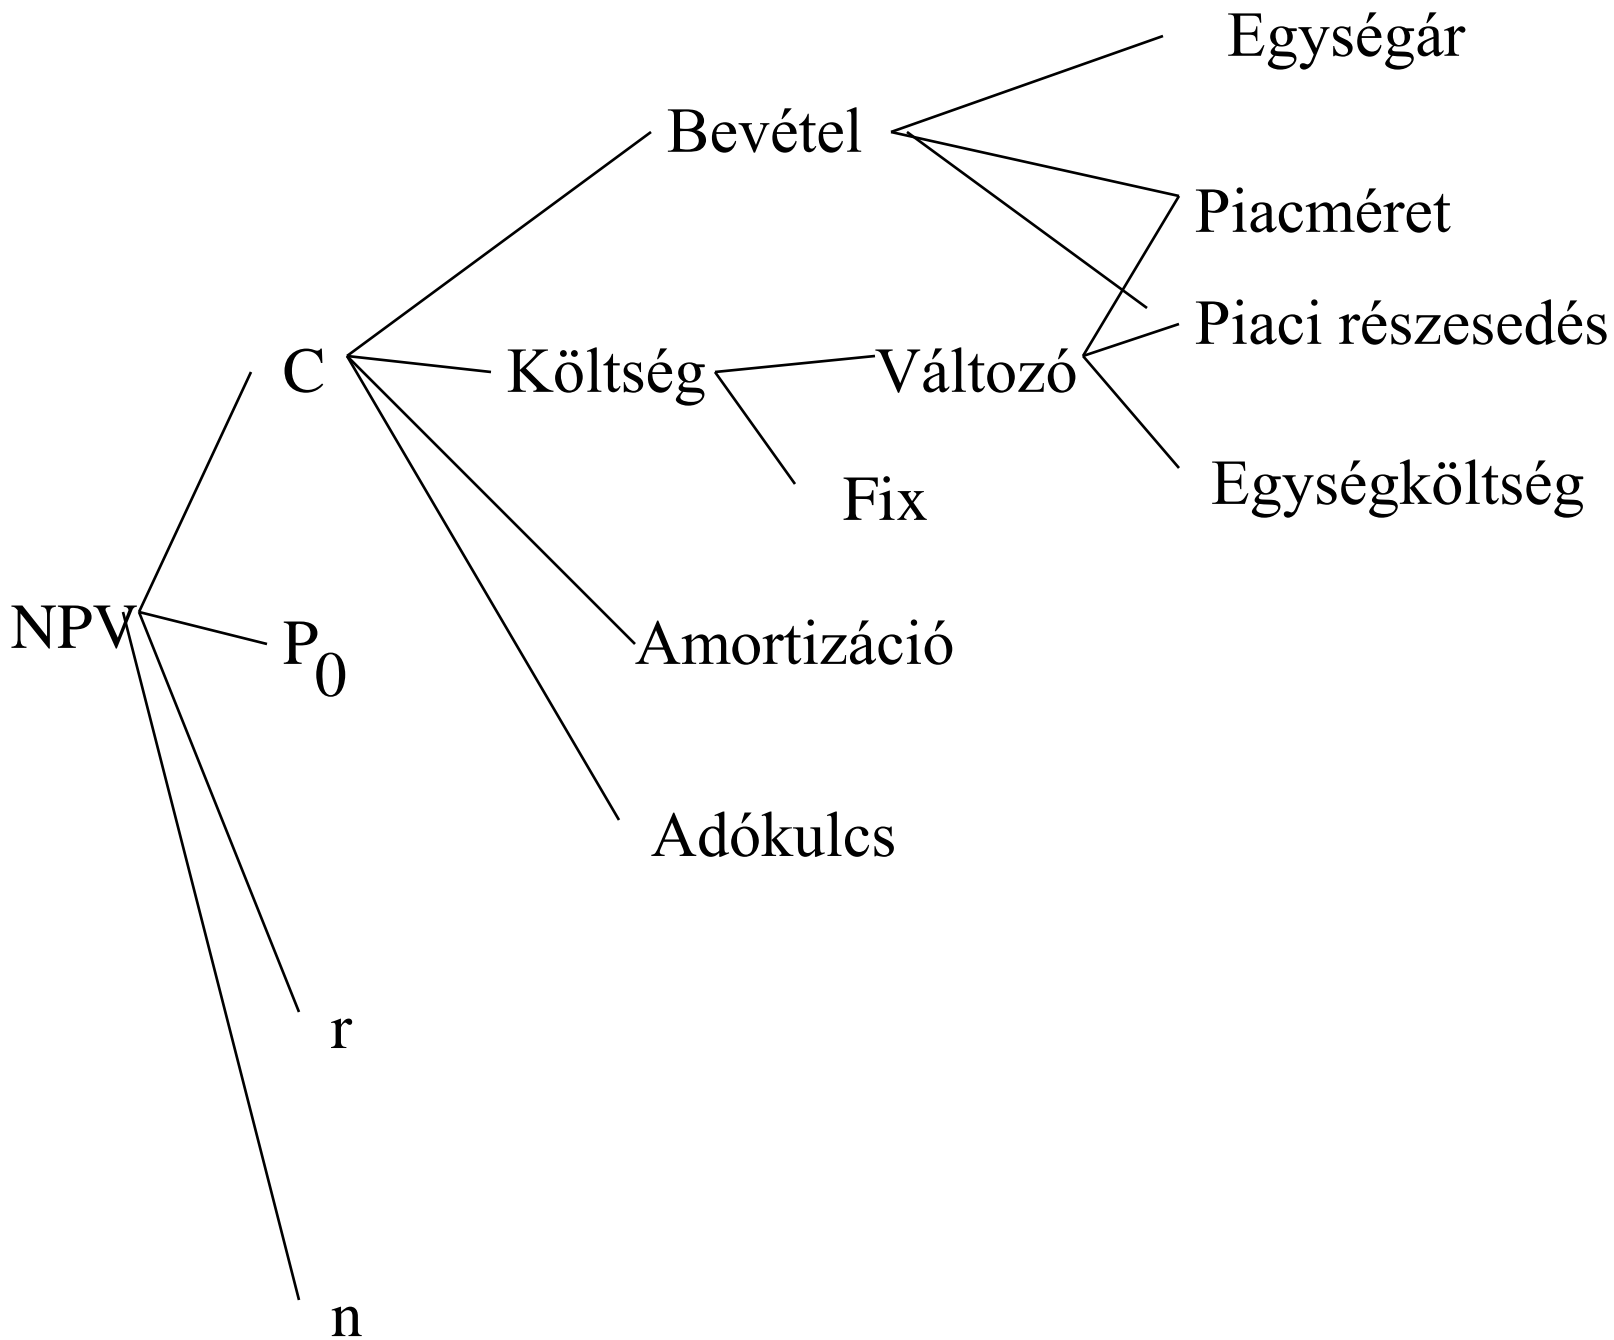 Egységár
Bevétel
Piacméret
Piaci részesedés
C Költség Változó
Egységköltség
Fix
NPV
P0
Amortizáció
Adókulcs
r
n